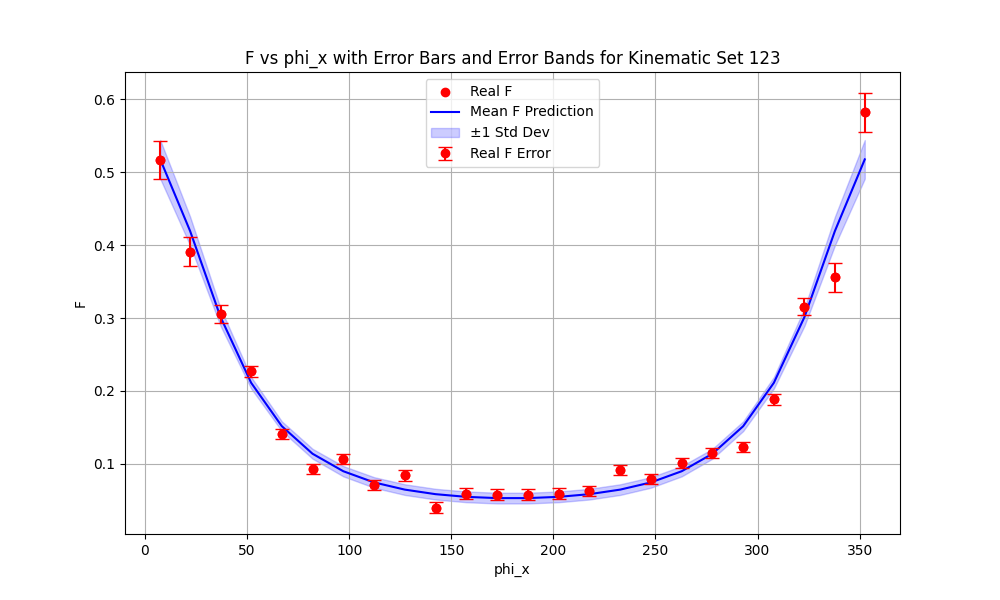 F vs phi_x with Error Bars and Error Bands for Kinematic Set 123
Real F
Mean F Prediction
±1 Std Dev
Real F Error
F
0.6
0.5
0.4
0.3
0.2
0.1
0 50 100 150 200 250 300 350
phi_x